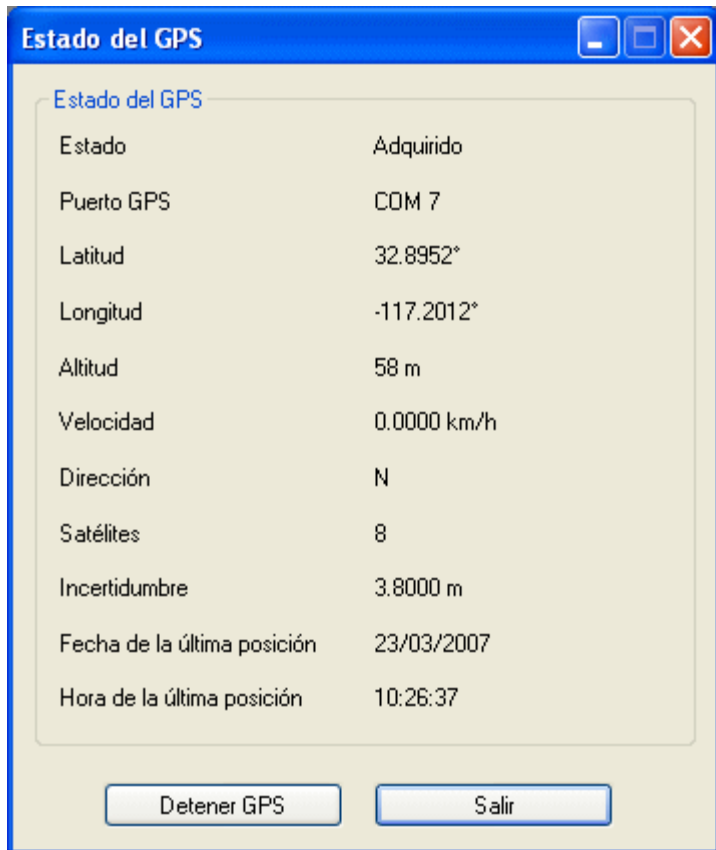 Estado del GPS
Estado del GPS
Estado Adquirido
Puerto GPS COM 7
Latitud 32.8952°
Longitud -117.2012°
Altitud 58 m
Velocidad 0.0000 km/h
Dirección N
Satélites 8
Incertidumbre 3.8000 m
Fecha de la última posición 23/03/2007
Hora de la última posición 10:26:37
Detener GPS Salir